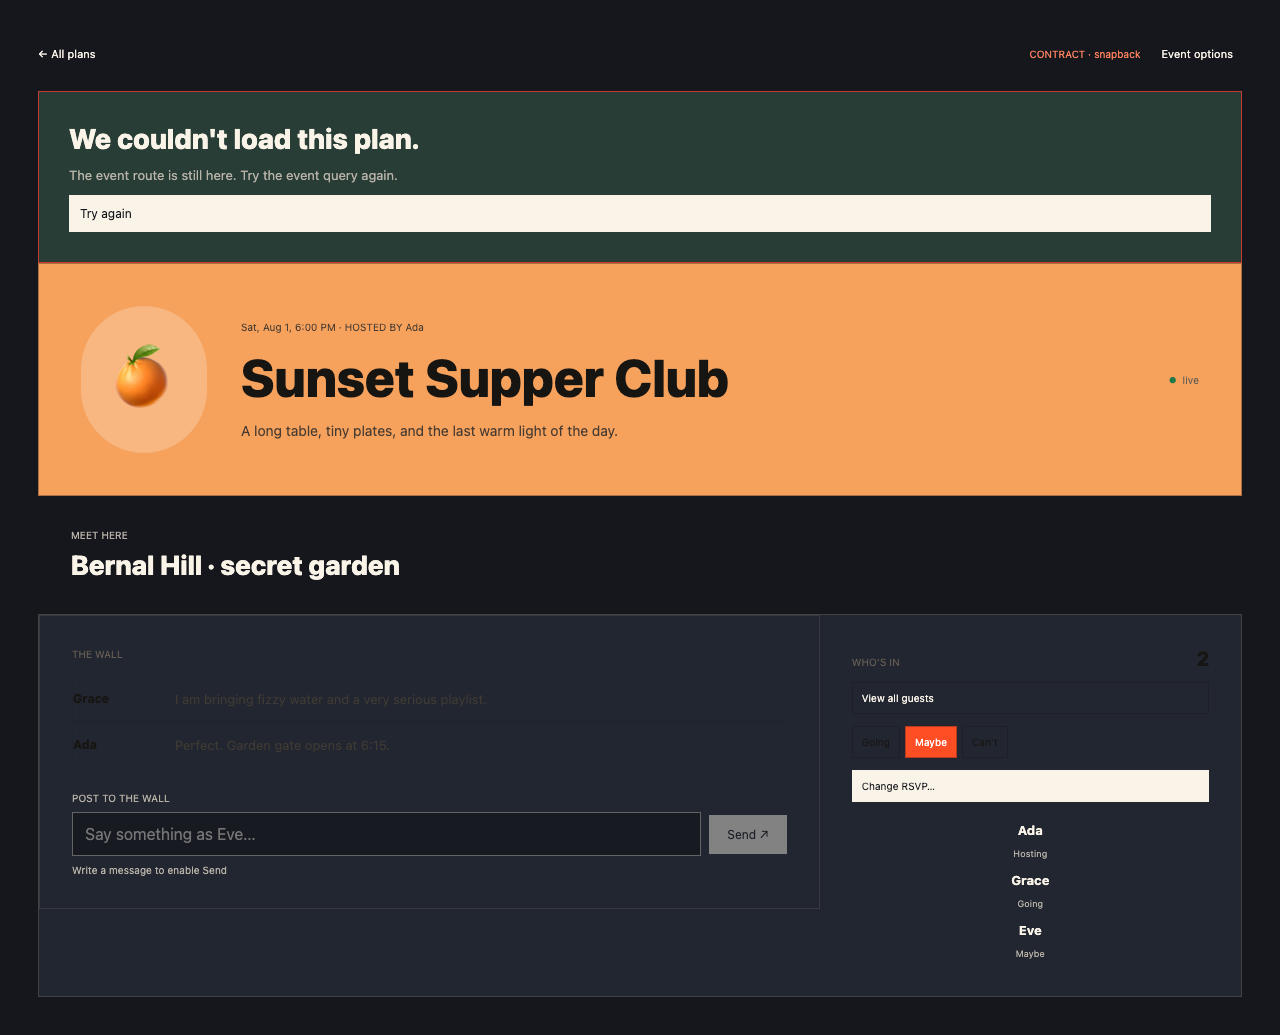 ← All plans
CONTRACT · snapback
Event options
We couldn't load this plan.
The event route is still here. Try the event query again.
Try again
Sat, Aug 1, 6:00 PM · HOSTED BY Ada
Sunset Supper Club
live
A long table, tiny plates, and the last warm light of the day.
MEET HERE
Bernal Hill · secret garden
THE WALL
Grace
I am bringing fizzy water and a very serious playlist.
Ada
Perfect. Garden gate opens at 6:15.
POST TO THE WALL
Say something as Eve...
Send ↗
Write a message to enable Send
WHO'S IN
2
View all guests
Going
Maybe
Can't
Change RSVP...
Ada
Hosting
Grace
Going
Eve
Maybe